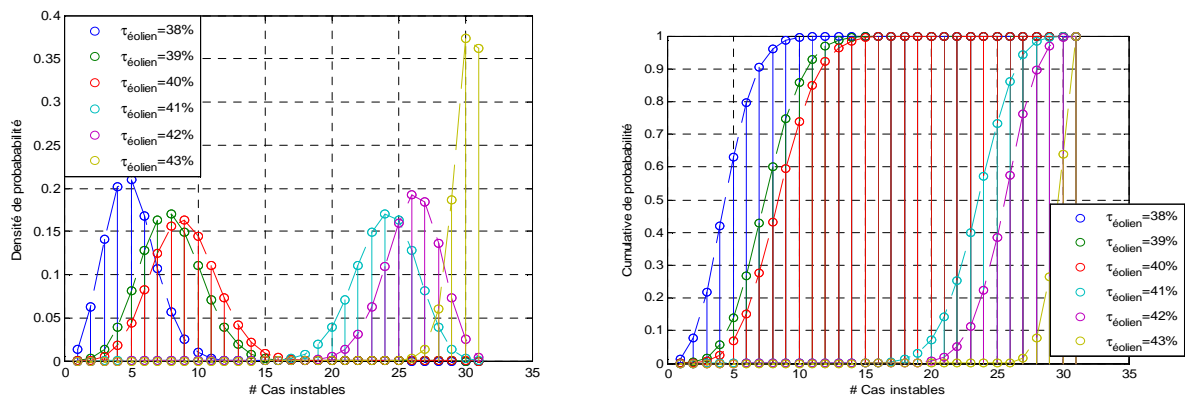 0.4
0.35
0.3
0.25
0.2
0.15
0.1
0.05
0
Densité de probabilité
0 5 10 15 20 25 30 35
# Cas instables
τéolien=38%
τéolien=39%
τéolien=40%
τéolien=41%
τéolien=42%
τéolien=43%
1
0.9
0.8
0.7
0.6
0.5
0.4
0.3
0.2
0.1
0
Cumulative de probabilité
0 5 10 15 20 25 30 35
# Cas instables
τéolien=38%
τéolien=39%
τéolien=40%
τéolien=41%
τéolien=42%
τéolien=43%